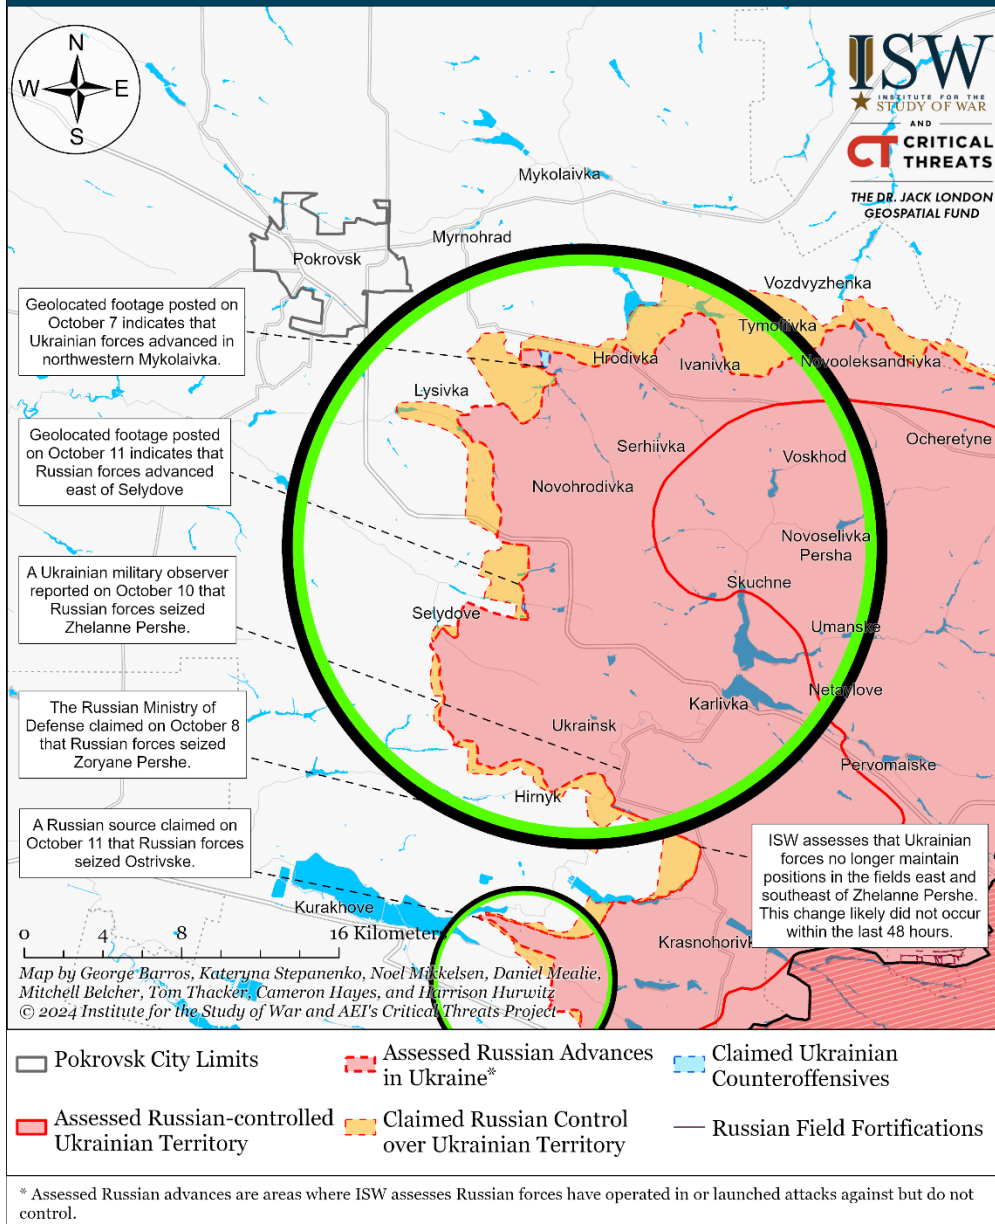 N
W E
S
ISW
INSTITUTE FOR THE
STUDY OF WAR
AND
CT CRITICAL
THREATS
THE DR. JACK LONDON
GEOSPATIAL FUND
Mykolaivka
Myrnohrad
Pokrovsk
Vozdvyzhenka
Geolocated footage posted on
October 7 indicates that
Ukrainian forces advanced in
northwestern Mykolaivka.
Tymofiivka
Hrodivka
Ivanivka
Novooleksandrivka
Lysivka
Geolocated footage posted
on October 11 indicates that
Russian forces advanced
east of Selydove
Serhiivka
Ocheretyne
Voskhod
Novohrodivka
Novoselivka
Persha
A Ukrainian military observer
reported on October 10 that
Russian forces seized
Zhelanne Pershe.
Skuchne
Selydove
Umanske
Netaylove
Karlivka
Ukrainsk
The Russian Ministry of
Defense claimed on October 8
that Russian forces seized
Zoryane Pershe.
Pervomaiske
Hirnyk
A Russian source claimed on
October 11 that Russian forces
seized Ostrivske.
ISW assesses that Ukrainian
forces no longer maintain
positions in the fields east and
southeast of Zhelanne Pershe.
This change likely did not occur
within the last 48 hours.
Kurakhove
Krasnohorivk
0 4 8 16 Kilometers
Map by George Barros, Kateryna Stepanenko, Noel Mikkelsen, Daniel Mealie,
Mitchell Belcher, Tom Thacker, Cameron Hayes, and Harrison Hurwitz
© 2024 Institute for the Study of War and AEI's Critical Threats Project
Pokrovsk City Limits
Assessed Russian Advances
in Ukraine*
Claimed Ukrainian
Counteroffensives
Assessed Russian-controlled
Ukrainian Territory
Claimed Russian Control
over Ukrainian Territory
Russian Field Fortifications
* Assessed Russian advances are areas where ISW assesses Russian forces have operated in or launched attacks against but do not
control.